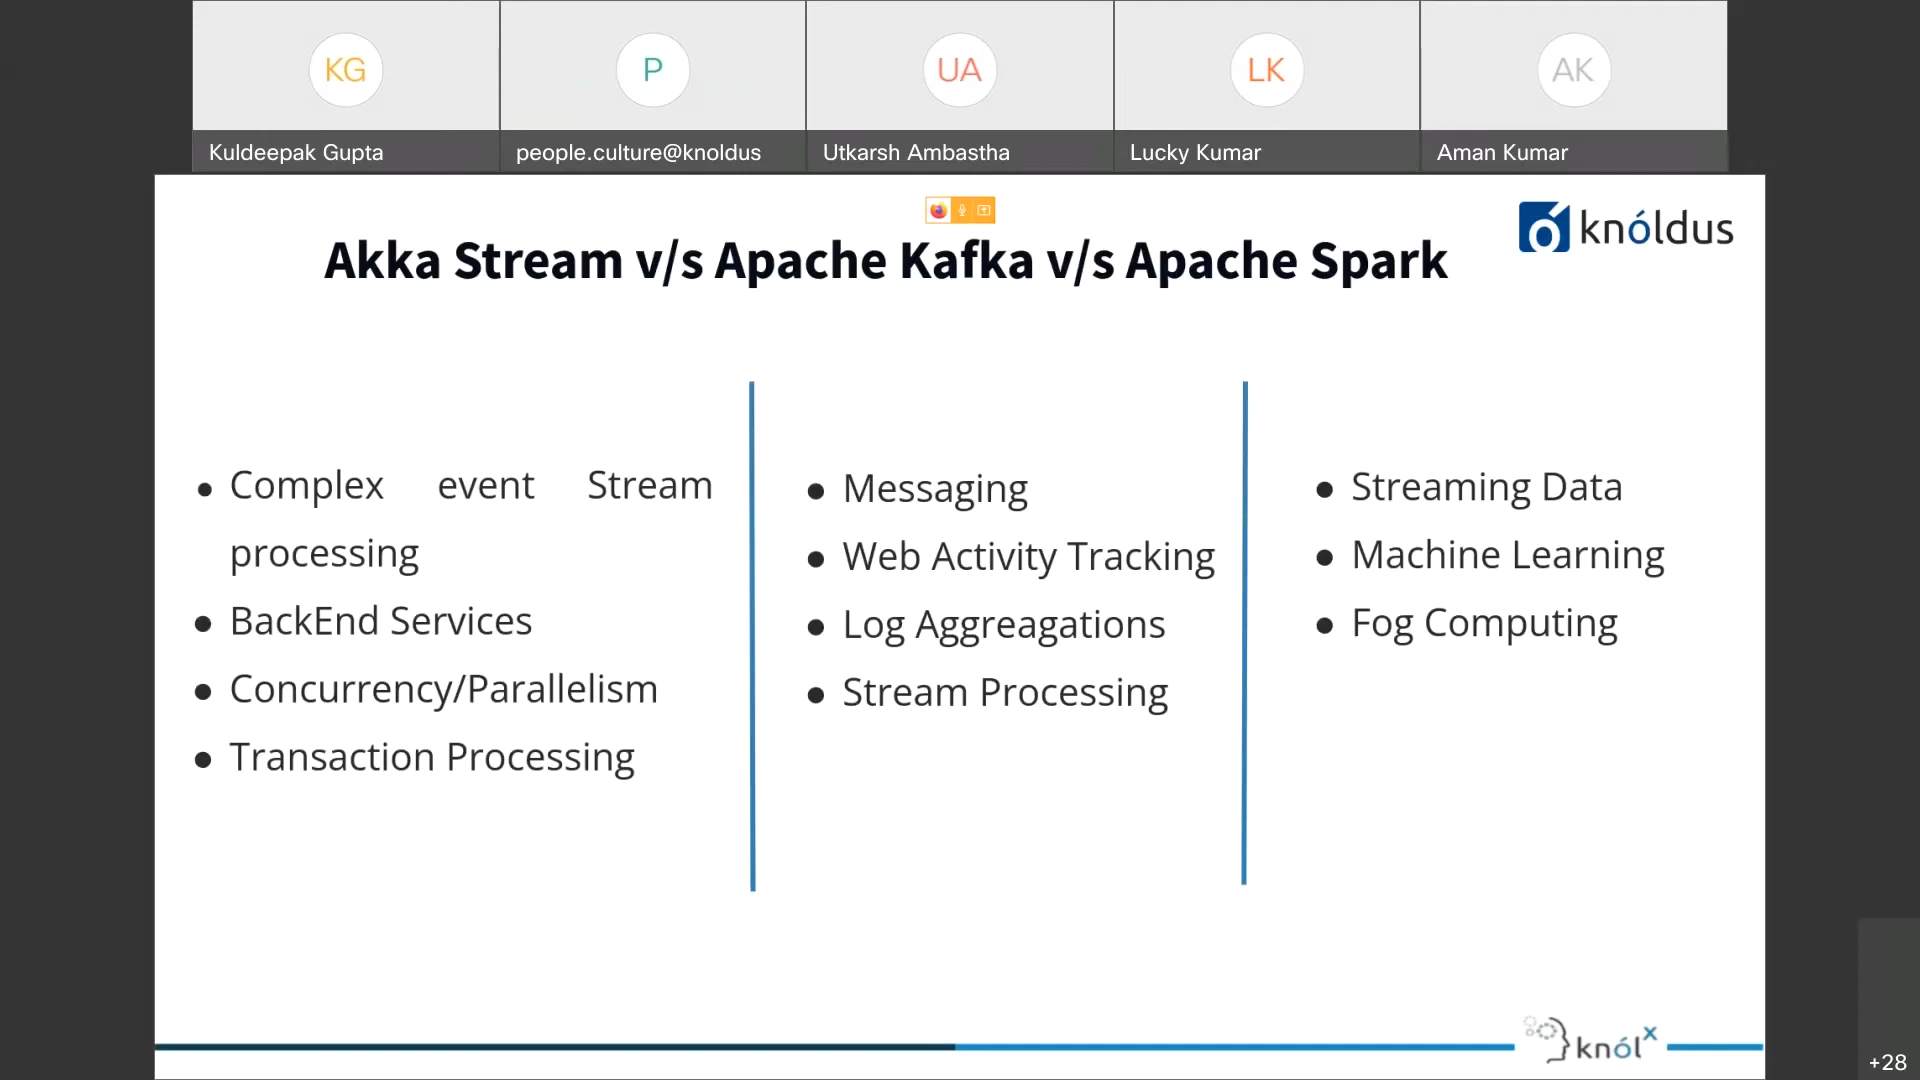 KG
P
UA
LK
AK
Kuldeepak Gupta
people.culture@knoldus
Utkarsh Ambastha
Lucky Kumar
Aman Kumar
knóldus
Akka Stream v/s Apache Kafka v/s Apache Spark
● Complex event Stream
processing
● BackEnd Services
● Concurrency/Parallelism
● Transaction Processing
● Messaging
● Web Activity Tracking
● Log Aggreagations
● Stream Processing
● Streaming Data
● Machine Learning
● Fog Computing
knólx
+28